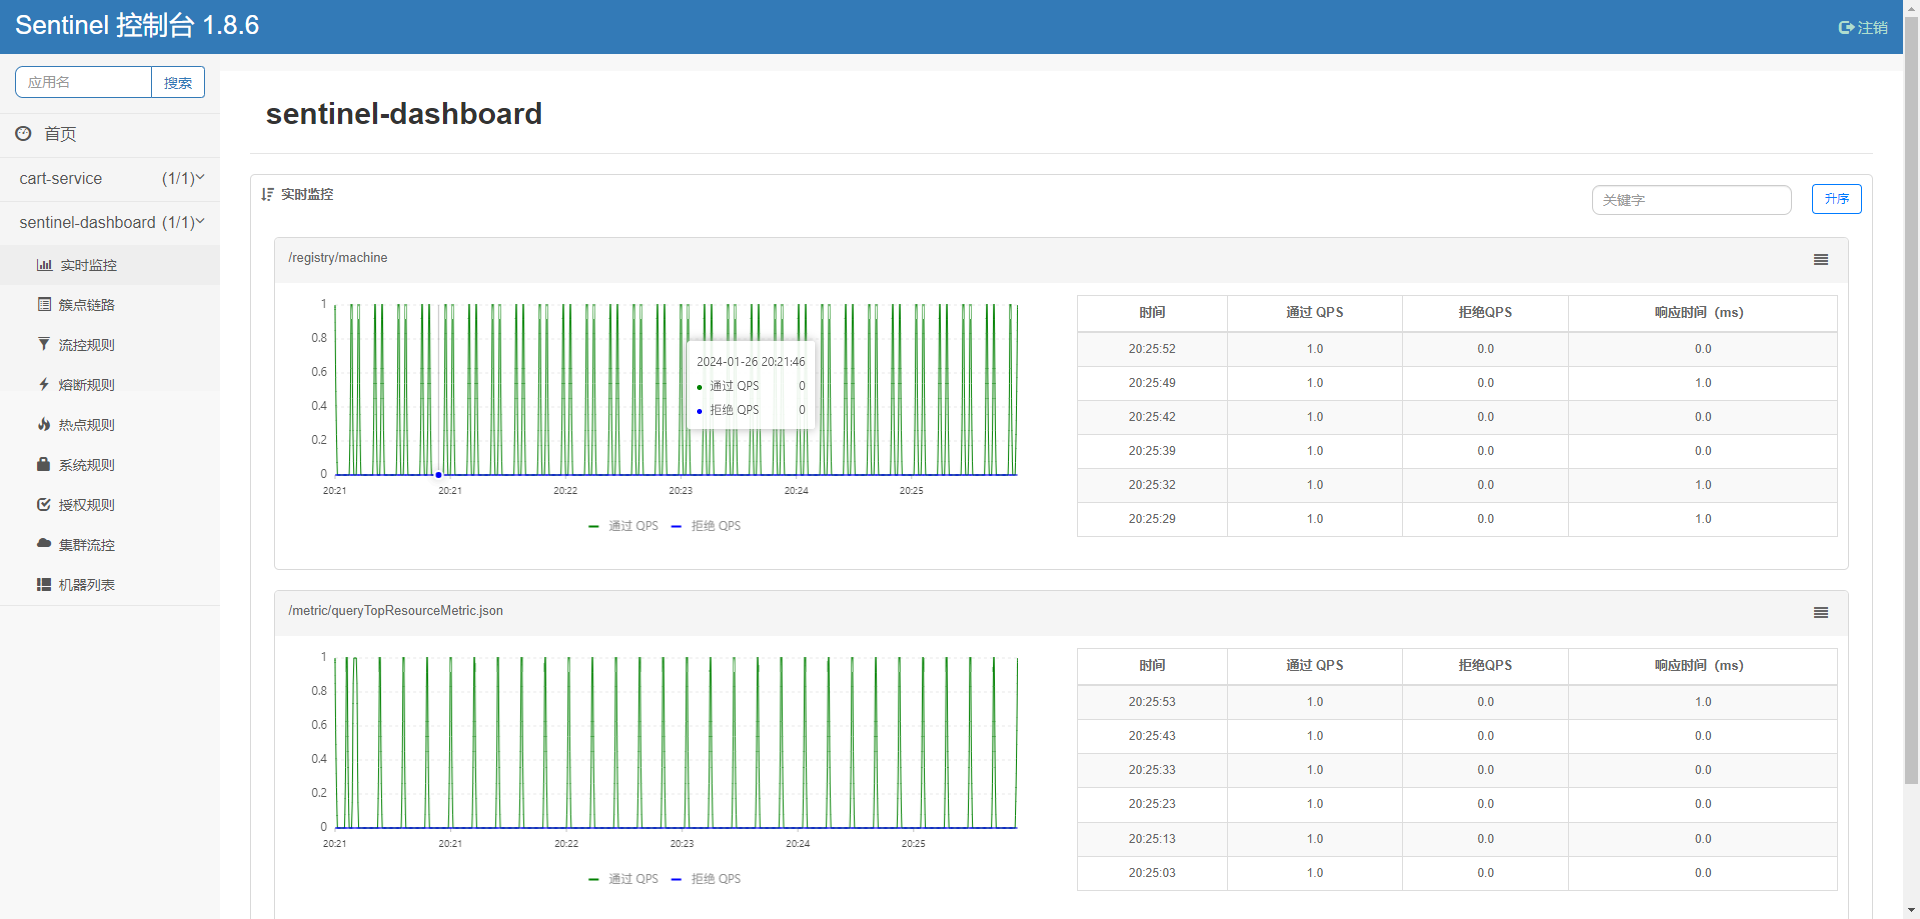 Sentinel 控制台 1.8.6
注销
应用名
搜索
首页
cart-service (1/1)
sentinel-dashboard (1/1)
实时监控
簇点链路
流控规则
熔断规则
热点规则
系统规则
授权规则
集群流控
机器列表
sentinel-dashboard
实时监控
关键字
升序
/registry/machine
1
0.8
0.6
0.4
0.2
0
20:21 20:21 20:22 20:23 20:24 20:25
2024-01-26 20:21:46
通过 QPS 0
拒绝 QPS 0
通过 QPS 拒绝 QPS
时间 通过 QPS 拒绝QPS 响应时间（ms）
20:25:52 1.0 0.0 0.0
20:25:49 1.0 0.0 1.0
20:25:42 1.0 0.0 0.0
20:25:39 1.0 0.0 0.0
20:25:32 1.0 0.0 1.0
20:25:29 1.0 0.0 1.0
/metric/queryTopResourceMetric.json
1
0.8
0.6
0.4
0.2
0
20:21 20:21 20:22 20:23 20:24 20:25
通过 QPS 拒绝 QPS
时间 通过 QPS 拒绝QPS 响应时间（ms）
20:25:53 1.0 0.0 1.0
20:25:43 1.0 0.0 0.0
20:25:33 1.0 0.0 0.0
20:25:23 1.0 0.0 0.0
20:25:13 1.0 0.0 0.0
20:25:03 1.0 0.0 0.0